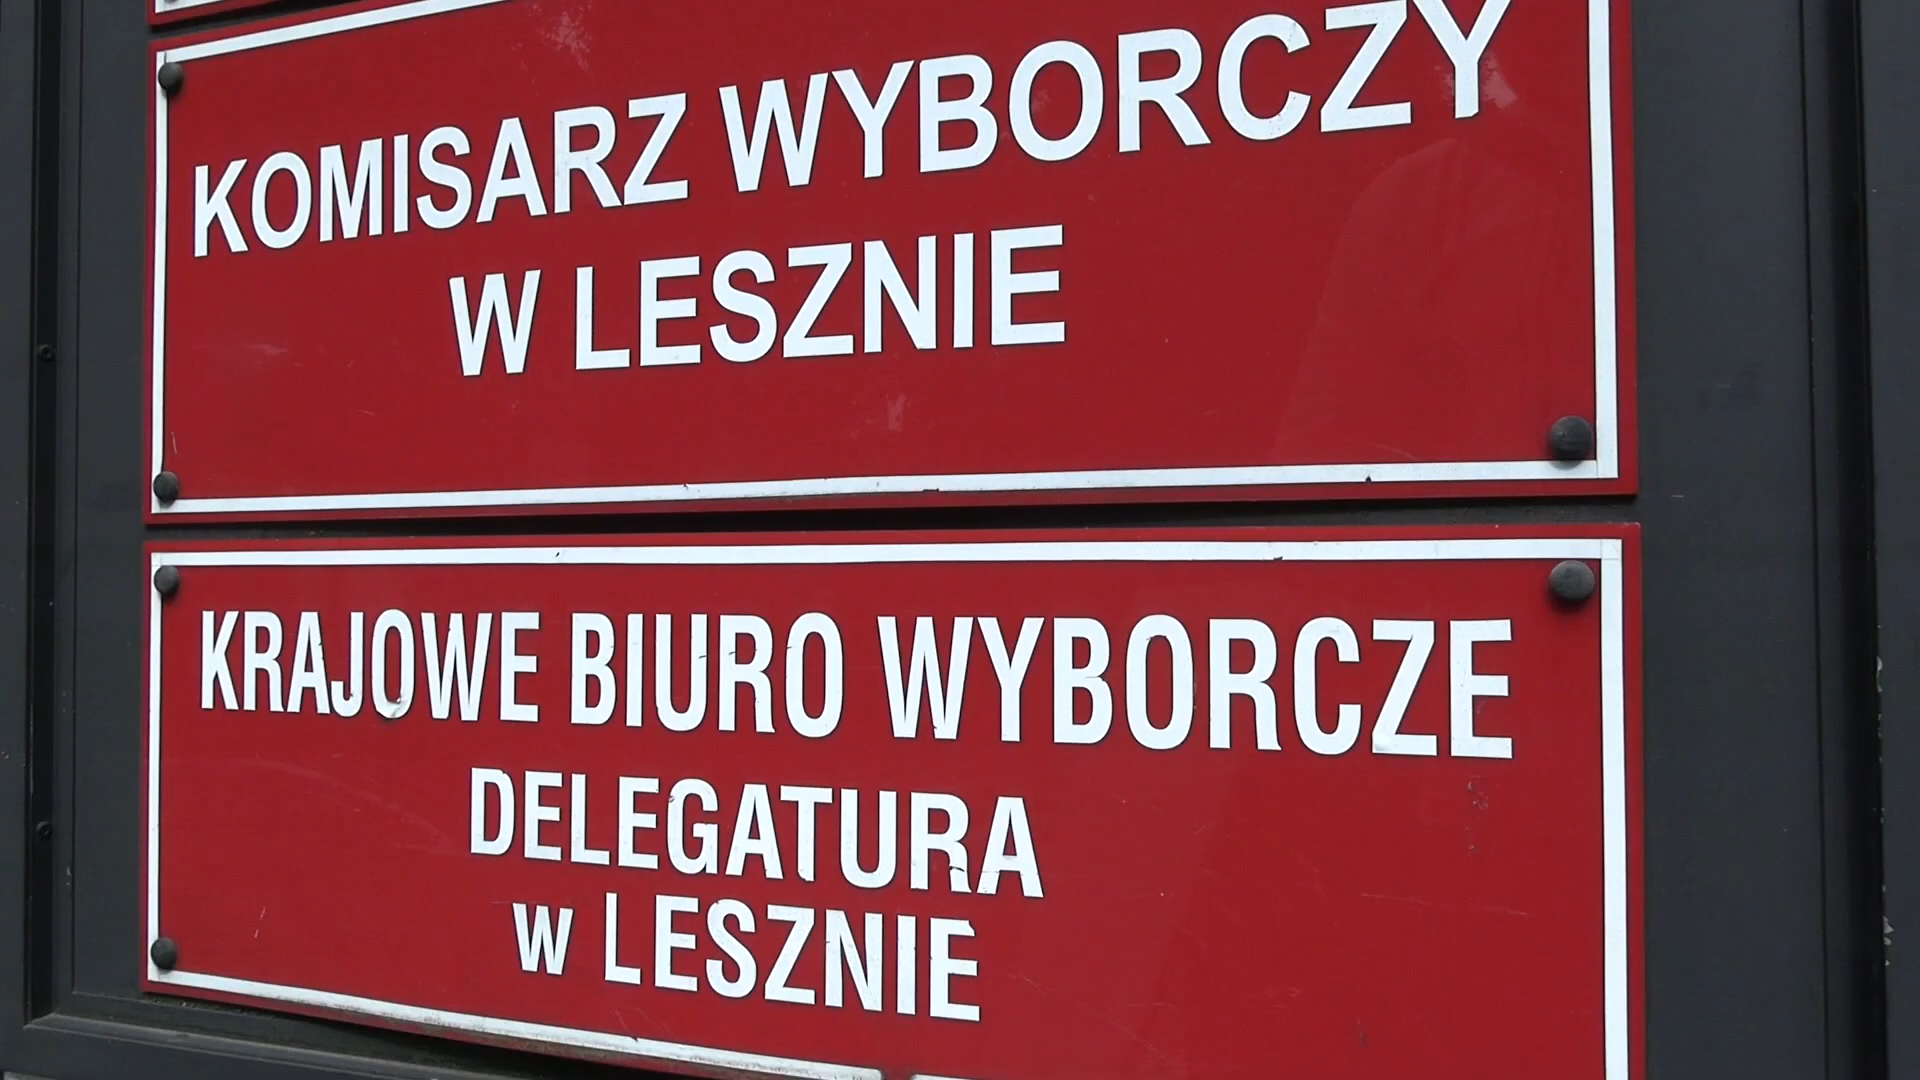 KOMISARZ WYBORCZY
W LESZNIE
KRAJOWE BIURO WYBORCZE
DELEGATURA
w LESZNIE